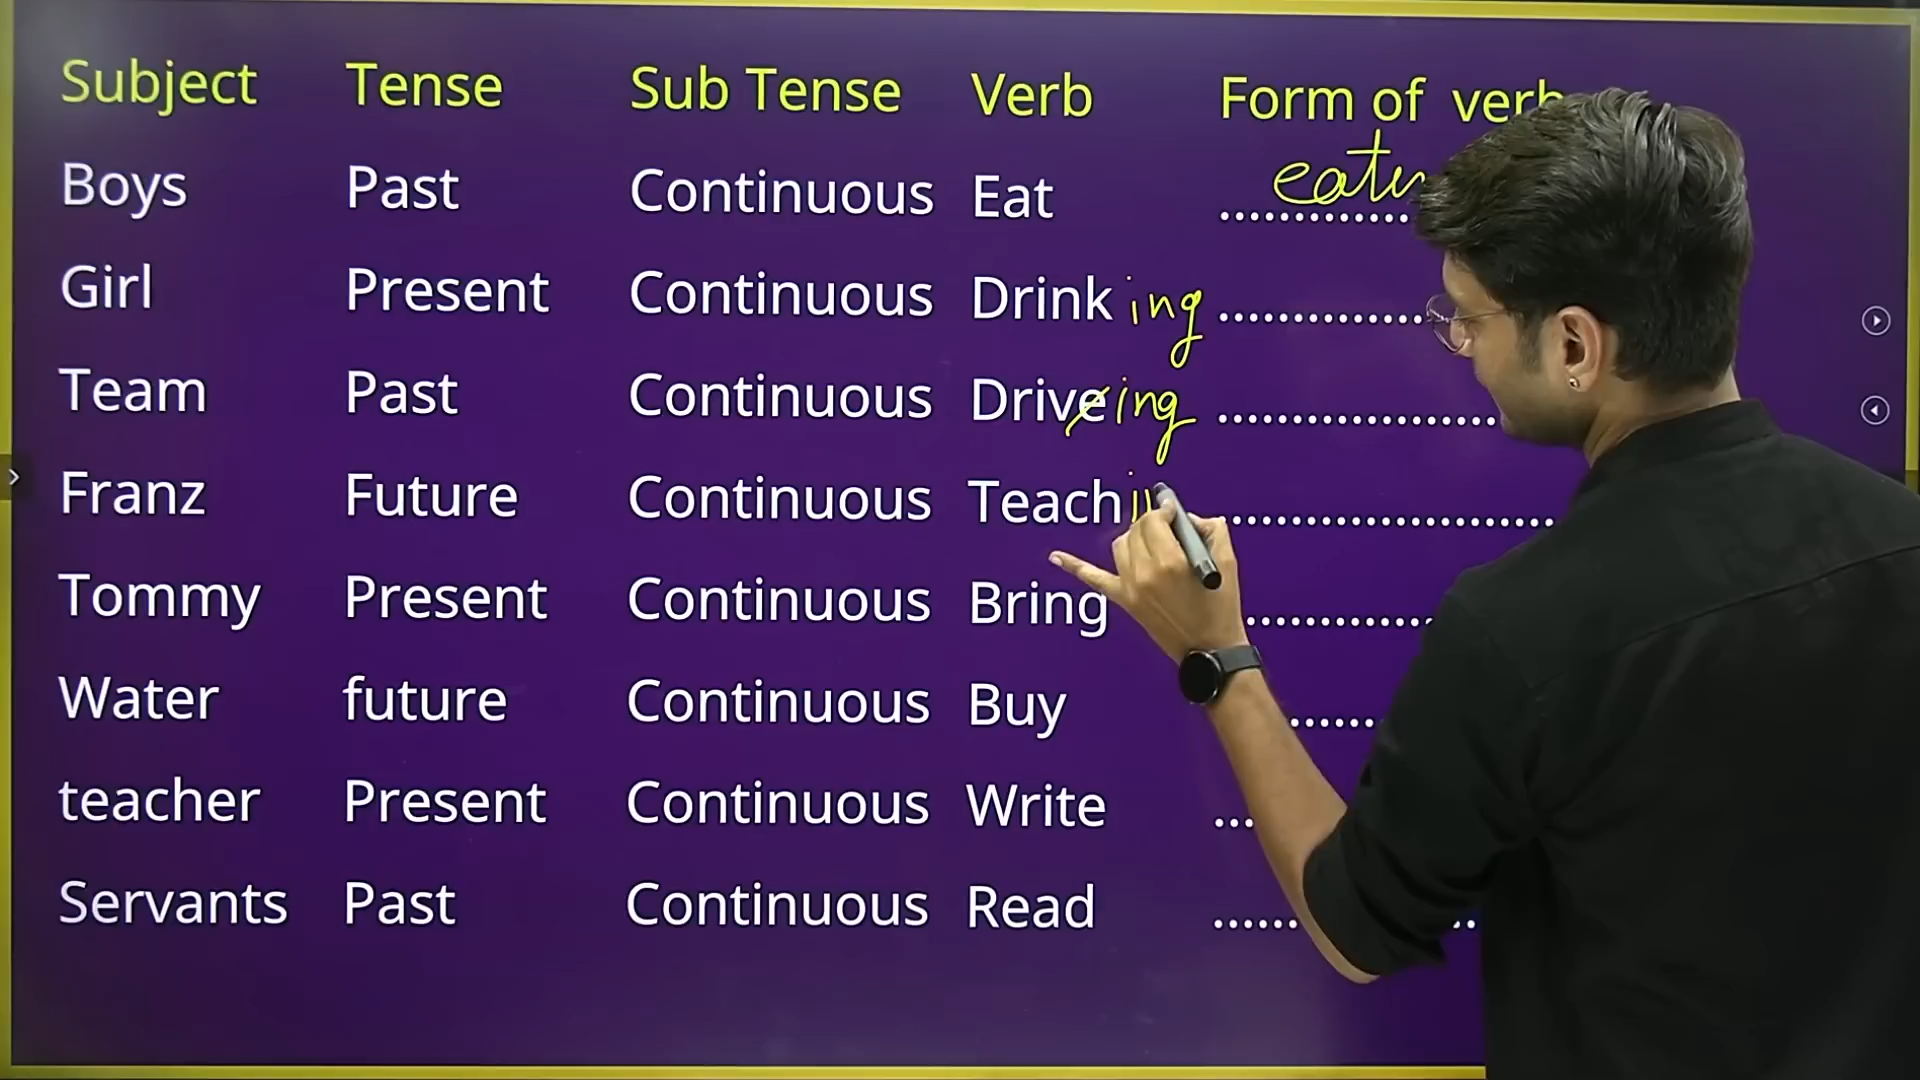 Subject Tense Sub Tense Verb Form of verb
Boys Past Continuous Eat ....................
Girl Present Continuous Drink ing ....................
Team Past Continuous Drive ing ........................
Franz Future Continuous Teach .............................
Tommy Present Continuous Bring .................
water future Continuous Buy ........
teacher Present Continuous Write ...
Servants Past Continuous Read ........